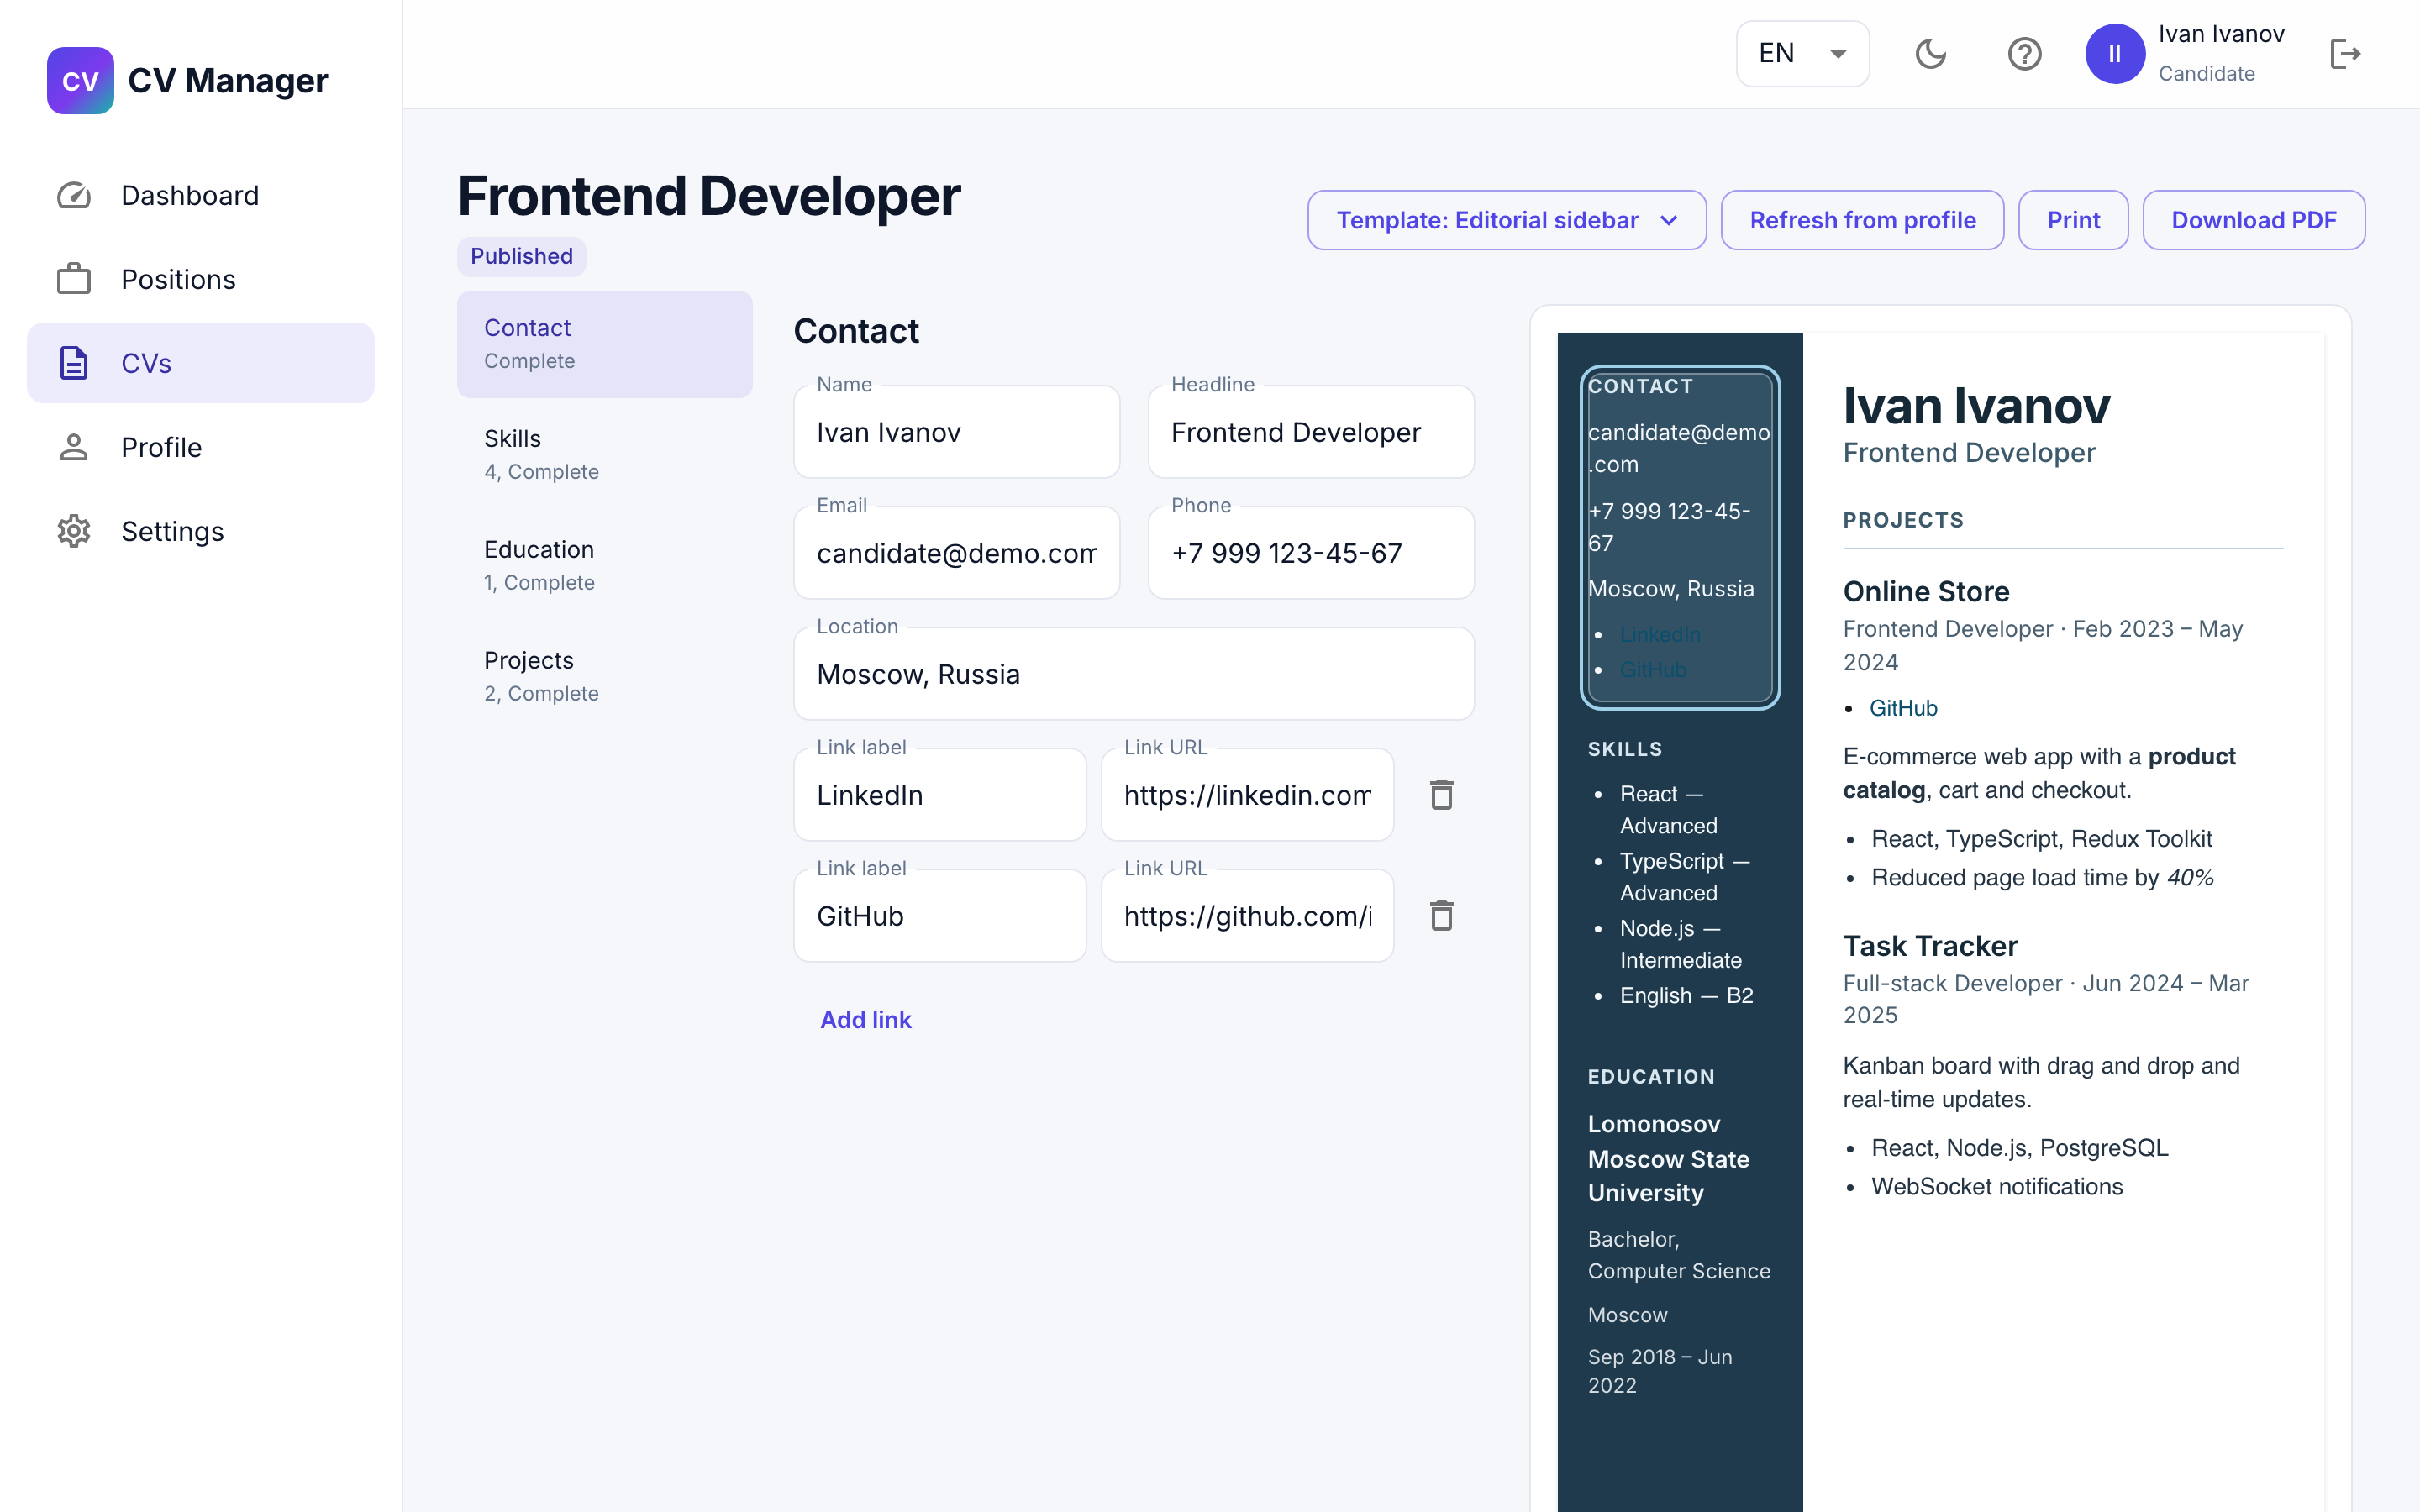 CV
CV Manager
Dashboard
Positions
CVs
Profile
Settings
EN
II
Ivan Ivanov
Candidate
Frontend Developer
Published
Template: Editorial sidebar
Refresh from profile
Print
Download PDF
Contact
Complete
Skills
4, Complete
Education
1, Complete
Projects
2, Complete
Contact
Name
Ivan Ivanov
Headline
Frontend Developer
Email
candidate@demo.com
Phone
+7 999 123-45-67
Location
Moscow, Russia
Link label
LinkedIn
Link URL
https://linkedin.com
Link label
GitHub
Link URL
https://github.com/i
Add link
CONTACT
candidate@demo
.com
+7 999 123-45-
67
Moscow, Russia
• LinkedIn
• GitHub
SKILLS
• React —
Advanced
• TypeScript —
Advanced
• Node.js —
Intermediate
• English — B2
EDUCATION
Lomonosov
Moscow State
University
Bachelor,
Computer Science
Moscow
Sep 2018 – Jun
2022
Ivan Ivanov
Frontend Developer
PROJECTS
Online Store
Frontend Developer · Feb 2023 – May
2024
• GitHub
E-commerce web app with a product
catalog, cart and checkout.
• React, TypeScript, Redux Toolkit
• Reduced page load time by 40%
Task Tracker
Full-stack Developer · Jun 2024 – Mar
2025
Kanban board with drag and drop and
real-time updates.
• React, Node.js, PostgreSQL
• WebSocket notifications